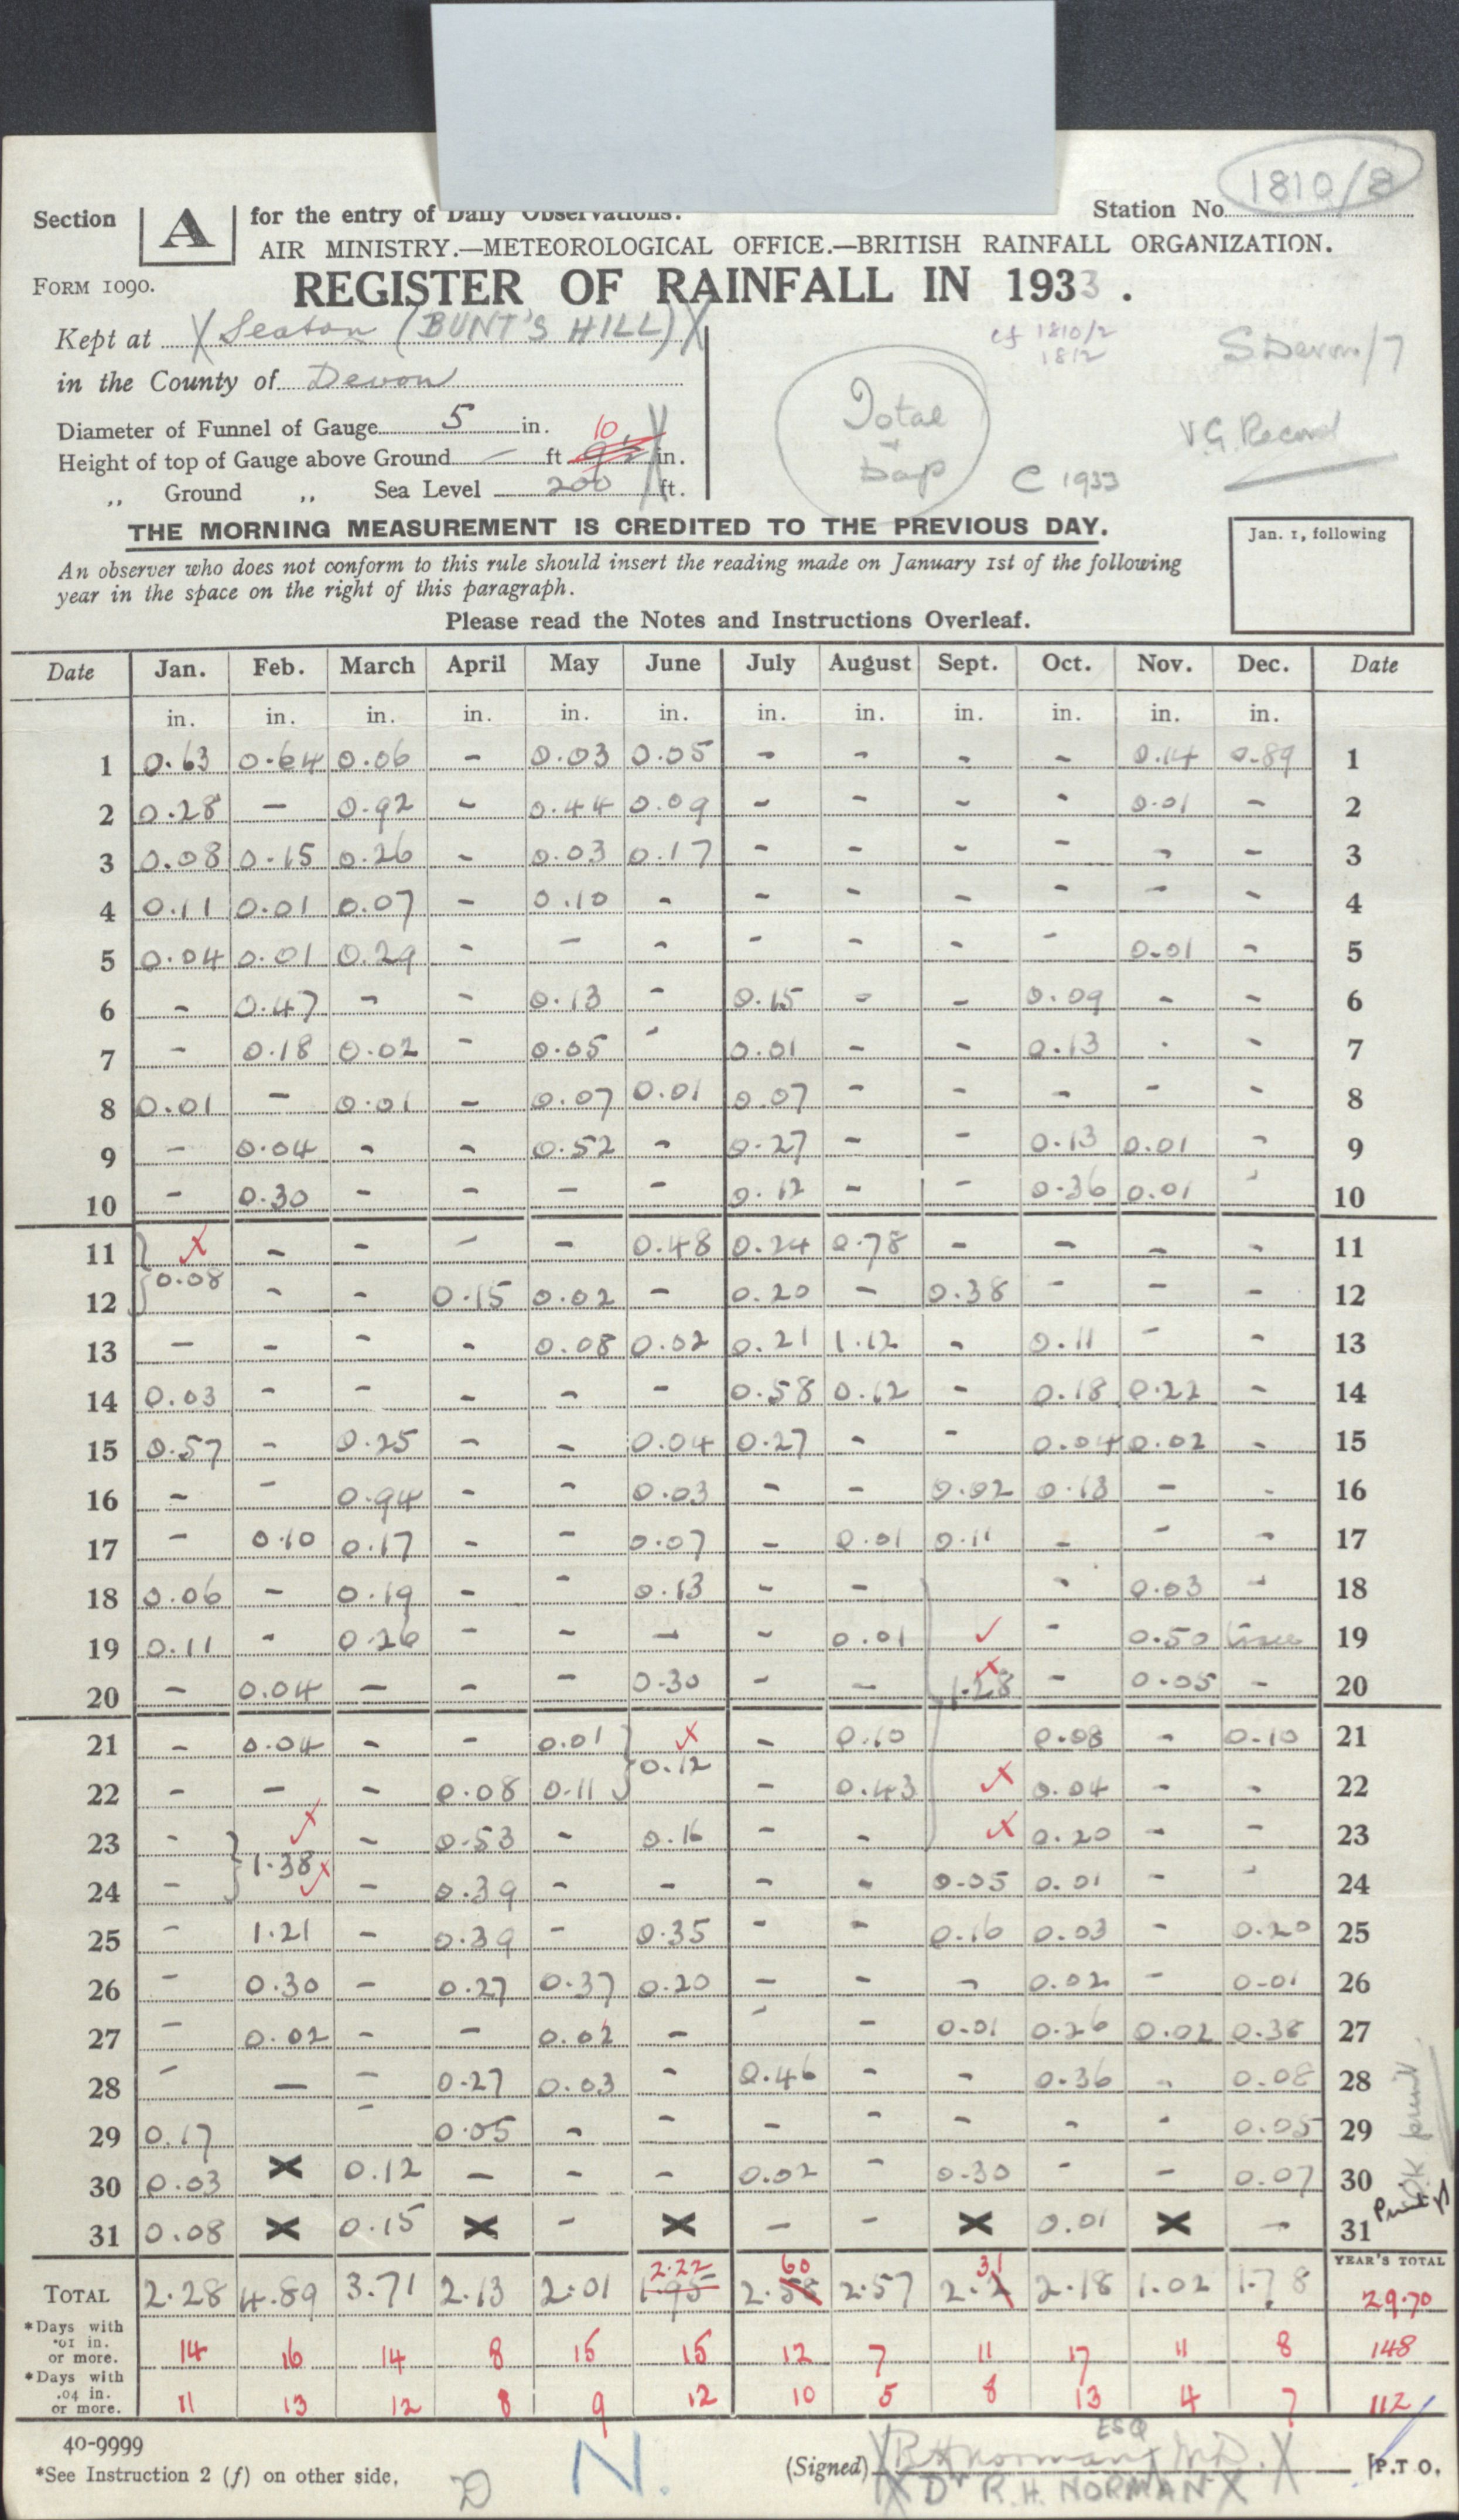 1810/8
Section A for the entry of Daily Observations. Station No.
AIR MINISTRY.—METEOROLOGICAL OFFICE.—BRITISH RAINFALL ORGANIZATION.
FORM 1090. REGISTER OF RAINFALL IN 1933.
Kept at Seaton (BUNT'S HILL)
cf 1810/2
1812
S. Devon/7
in the County of Devon
Total
Dap
V.G. Record
C 1933
Diameter of Funnel of Gauge 5 in.
10
Height of top of Gauge above Ground — ft 9½ in.
„ Ground „ Sea Level 200 ft.
THE MORNING MEASUREMENT IS CREDITED TO THE PREVIOUS DAY.
Jan. 1, following
An observer who does not conform to this rule should insert the reading made on January 1st of the following
year in the space on the right of this paragraph.
Please read the Notes and Instructions Overleaf.
Date Jan. Feb. March April May June July August Sept. Oct. Nov. Dec. Date
in. in. in. in. in. in. in. in. in. in. in. in.
1 0.63 0.64 0.06 - 0.03 0.05 - - - - 0.14 0.89 1
2 0.28 - 0.92 - 0.44 0.09 - - - - 0.01 - 2
3 0.08 0.15 0.26 - 0.03 0.17 - - - - - - 3
4 0.11 0.01 0.07 - 0.10 - - - - - - - 4
5 0.04 0.01 0.29 - - - - - - - 0.01 - 5
6 - 0.47 - - 0.13 - 0.15 - - 0.09 - - 6
7 - 0.18 0.02 - 0.05 - 0.01 - - 0.13 - - 7
8 0.01 - 0.01 - 0.07 0.01 0.07 - - - - - 8
9 - 0.04 - - 0.52 - 0.27 - - 0.13 0.01 - 9
10 - 0.30 - - - - 0.12 - - 0.36 0.01 - 10
11 x - - - - 0.48 0.24 0.78 - - - - 11
12 0.08 - - 0.15 0.02 - 0.20 - 0.38 - - - 12
13 - - - - 0.08 0.02 0.21 1.12 - 0.11 - - 13
14 0.03 - - - - - 0.58 0.12 - 0.18 0.22 - 14
15 0.57 - 0.25 - - 0.04 0.27 - - 0.04 0.02 - 15
16 - - 0.94 - - 0.03 - - 0.02 0.13 - - 16
17 - 0.10 0.17 - - 0.07 - 0.01 0.11 - - - 17
18 0.06 - 0.19 - - 0.13 - - - 0.03 - 18
19 0.11 - 0.26 - - - - 0.01 ✓ - 0.50 trace 19
20 - 0.04 - - - 0.30 - - 1.28 - 0.05 - 20
21 - 0.04 - - 0.01 x - 0.10 0.08 - 0.10 21
22 - - - 0.08 0.11 0.12 - 0.43 x 0.04 - - 22
23 - x - 0.53 - 0.16 - - x 0.20 - - 23
24 - 1.38 - 0.39 - - - - 0.05 0.01 - - 24
25 - 1.21 - 0.39 - 0.35 - - 0.16 0.03 - 0.20 25
26 - 0.30 - 0.27 0.37 0.20 - - - 0.02 - 0.01 26
27 - 0.02 - - 0.02 - - - 0.01 0.26 0.02 0.38 27
28 - - - 0.27 0.03 - 0.46 - - 0.36 - 0.08 28
29 0.17 - 0.05 - - - - - - - 0.05 29
30 0.03 X 0.12 - - - 0.02 - 0.30 - - 0.07 30
31 0.08 X 0.15 X - X - - X 0.01 X - 31
YEAR'S TOTAL
2.22 60 31
TOTAL 2.28 4.89 3.71 2.13 2.01 1.95 2.58 2.57 2.2 2.18 1.02 1.78 29.70
*Days with
.01 in.
or more. 14 16 14 8 15 15 12 7 11 17 11 8 148
*Days with
.04 in.
or more. 11 13 12 8 9 12 10 5 8 13 4 7 112
40-9999
ESQ
(Signed) R H Norman M.D.
[P.T.O.
*See Instruction 2 (f) on other side.
D N.
Dr R.H. NORMAN